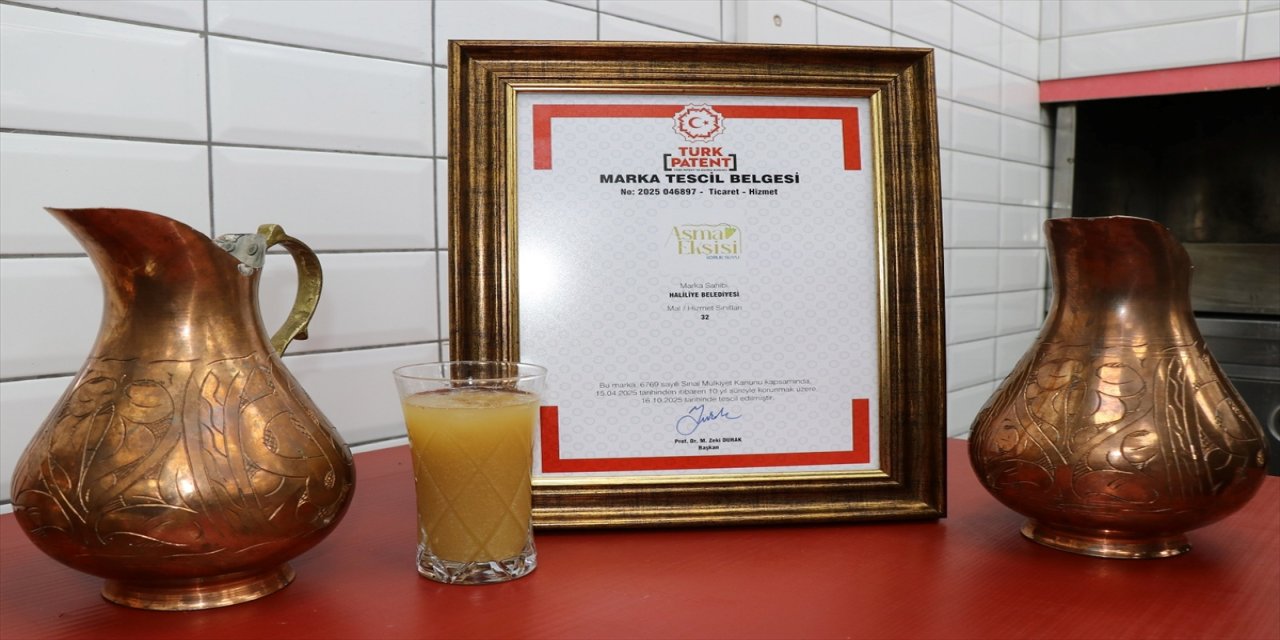 TÜRK
PATENT
MARKA TESCİL BELGESİ
No: 2025 046897 - Ticaret - Hizmet
Asma
Ekşisi
KORUK SUYU
Marka Sahibi,
HALİLİYE BELEDİYESİ
Mal / Hizmet Sınıfları
32
Bu marka, 6769 sayılı Sınai Mülkiyet Kanunu kapsamında,
15.04.2025 tarihinden itibaren 10 yıl süreyle korunmak üzere
16.10.2025 tarihinde tescil edilmiştir.
Prof. Dr. M. Zeki DURAK
Başkan